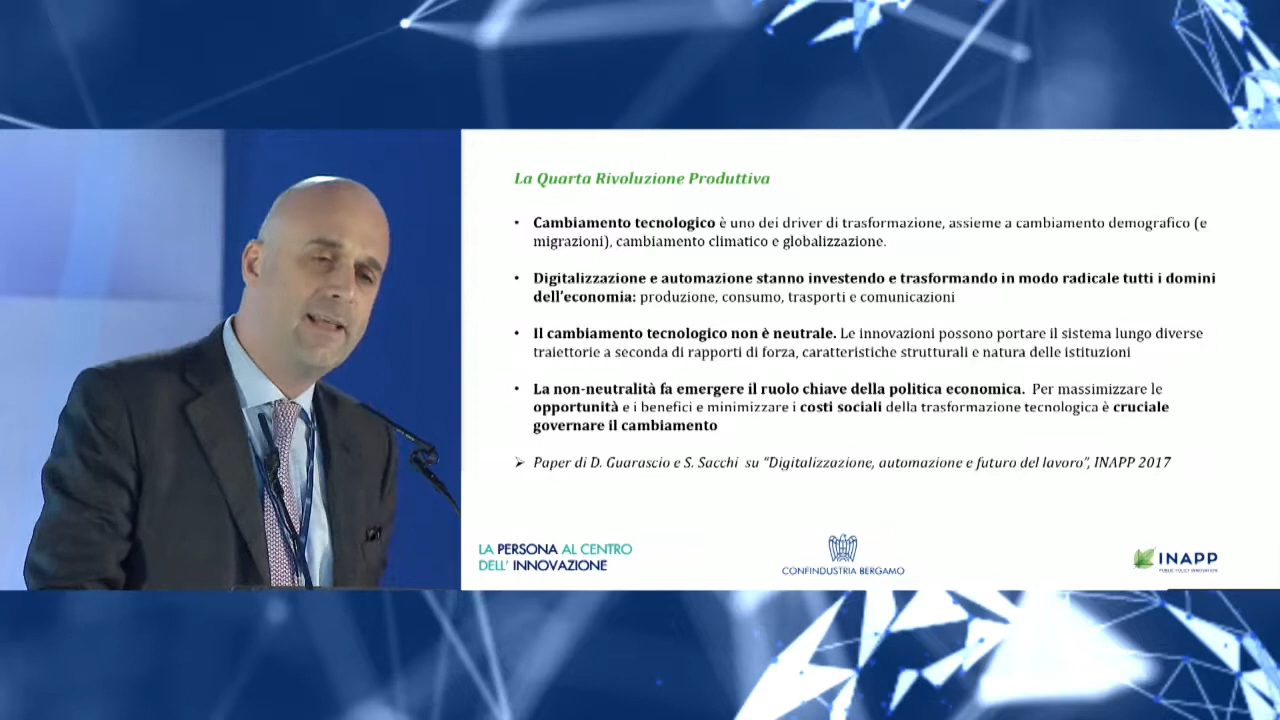 La Quarta Rivoluzione Produttiva
• Cambiamento tecnologico è uno dei driver di trasformazione, assieme a cambiamento demografico (e
migrazioni), cambiamento climatico e globalizzazione.
• Digitalizzazione e automazione stanno investendo e trasformando in modo radicale tutti i domini
dell'economia: produzione, consumo, trasporti e comunicazioni
• Il cambiamento tecnologico non è neutrale. Le innovazioni possono portare il sistema lungo diverse
traiettorie a seconda di rapporti di forza, caratteristiche strutturali e natura delle istituzioni
• La non-neutralità fa emergere il ruolo chiave della politica economica. Per massimizzare le
opportunità e i benefici e minimizzare i costi sociali della trasformazione tecnologica è cruciale
governare il cambiamento
➢ Paper di D. Guarascio e S. Sacchi su "Digitalizzazione, automazione e futuro del lavoro", INAPP 2017
LA PERSONA AL CENTRO
DELL' INNOVAZIONE
CONFINDUSTRIA BERGAMO
INAPP
PUBLIC POLICY INNOVATION